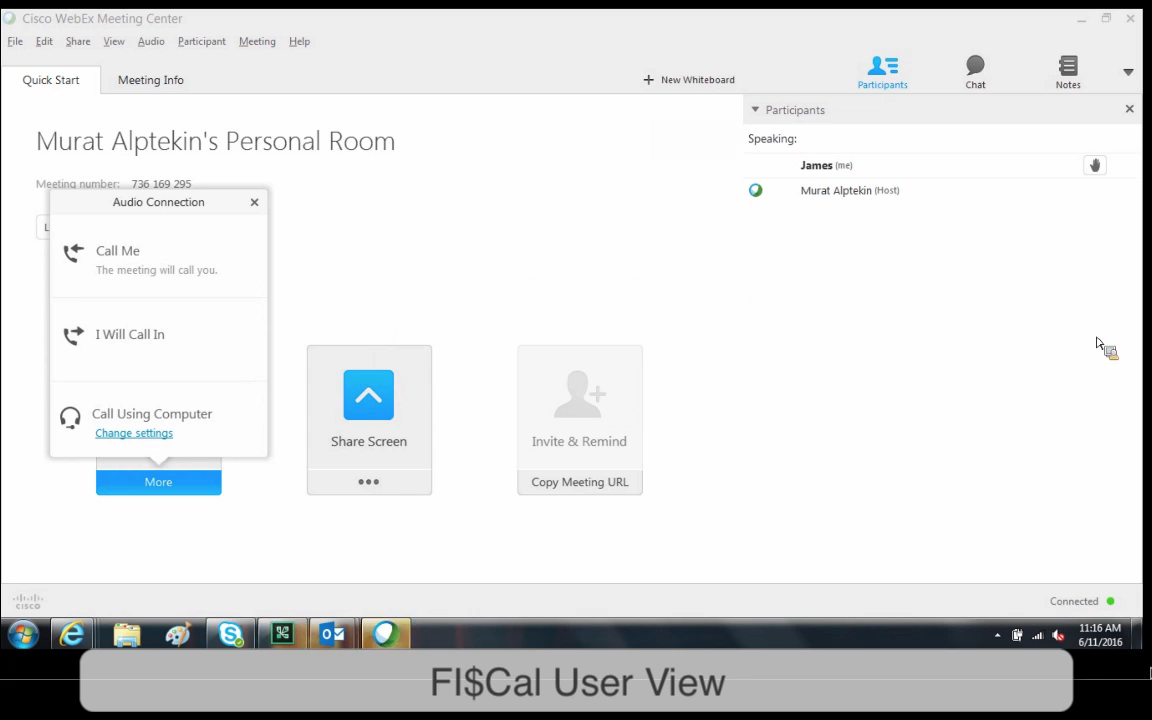 Cisco WebEx Meeting Center
File Edit Share View Audio Participant Meeting Help
Quick Start Meeting Info + New Whiteboard Participants Chat Notes
Participants
Murat Alptekin's Personal Room
Speaking:
James (me)
Meeting number: 736 169 295
Murat Alptekin (Host)
Audio Connection
L
Call Me
The meeting will call you.
I Will Call In
Call Using Computer
Change settings
More
Share Screen
Invite & Remind
Copy Meeting URL
CISCO
Connected
11:16 AM
6/11/2016
FI$Cal User View